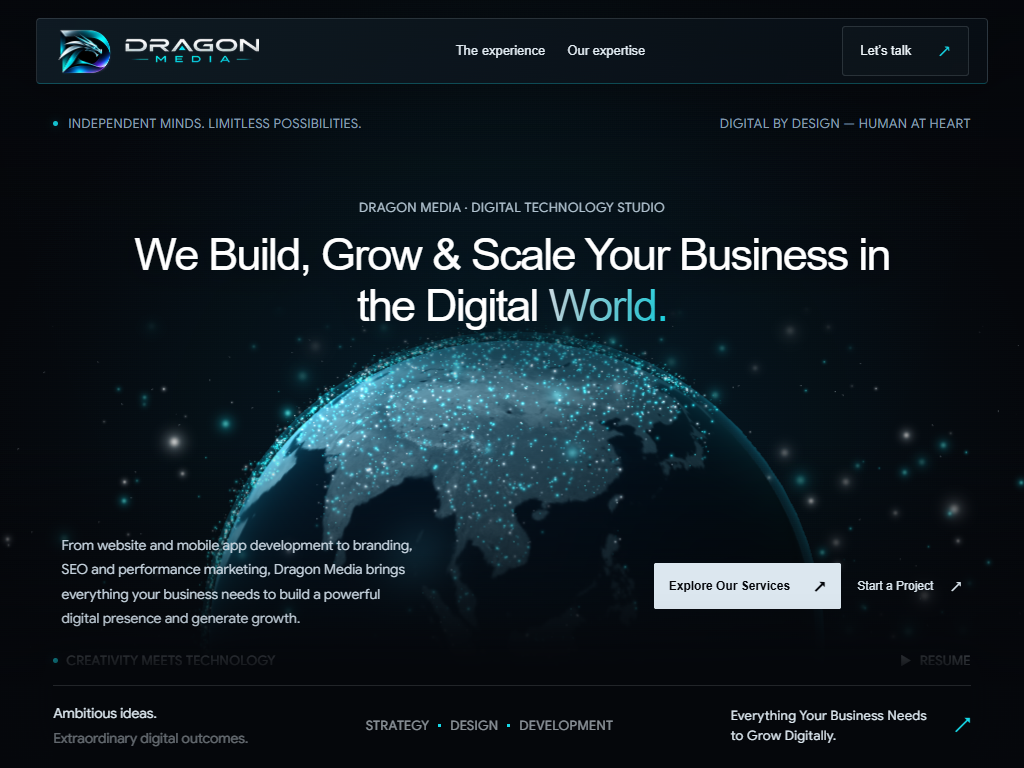 DRAGON
MEDIA
The experience
Our expertise
Let's talk
INDEPENDENT MINDS. LIMITLESS POSSIBILITIES.
DIGITAL BY DESIGN — HUMAN AT HEART
DRAGON MEDIA · DIGITAL TECHNOLOGY STUDIO
We Build, Grow & Scale Your Business in
the Digital World.
From website and mobile app development to branding,
SEO and performance marketing, Dragon Media brings
everything your business needs to build a powerful
digital presence and generate growth.
Explore Our Services
Start a Project
CREATIVITY MEETS TECHNOLOGY
RESUME
Ambitious ideas.
Extraordinary digital outcomes.
STRATEGY • DESIGN • DEVELOPMENT
Everything Your Business Needs
to Grow Digitally.